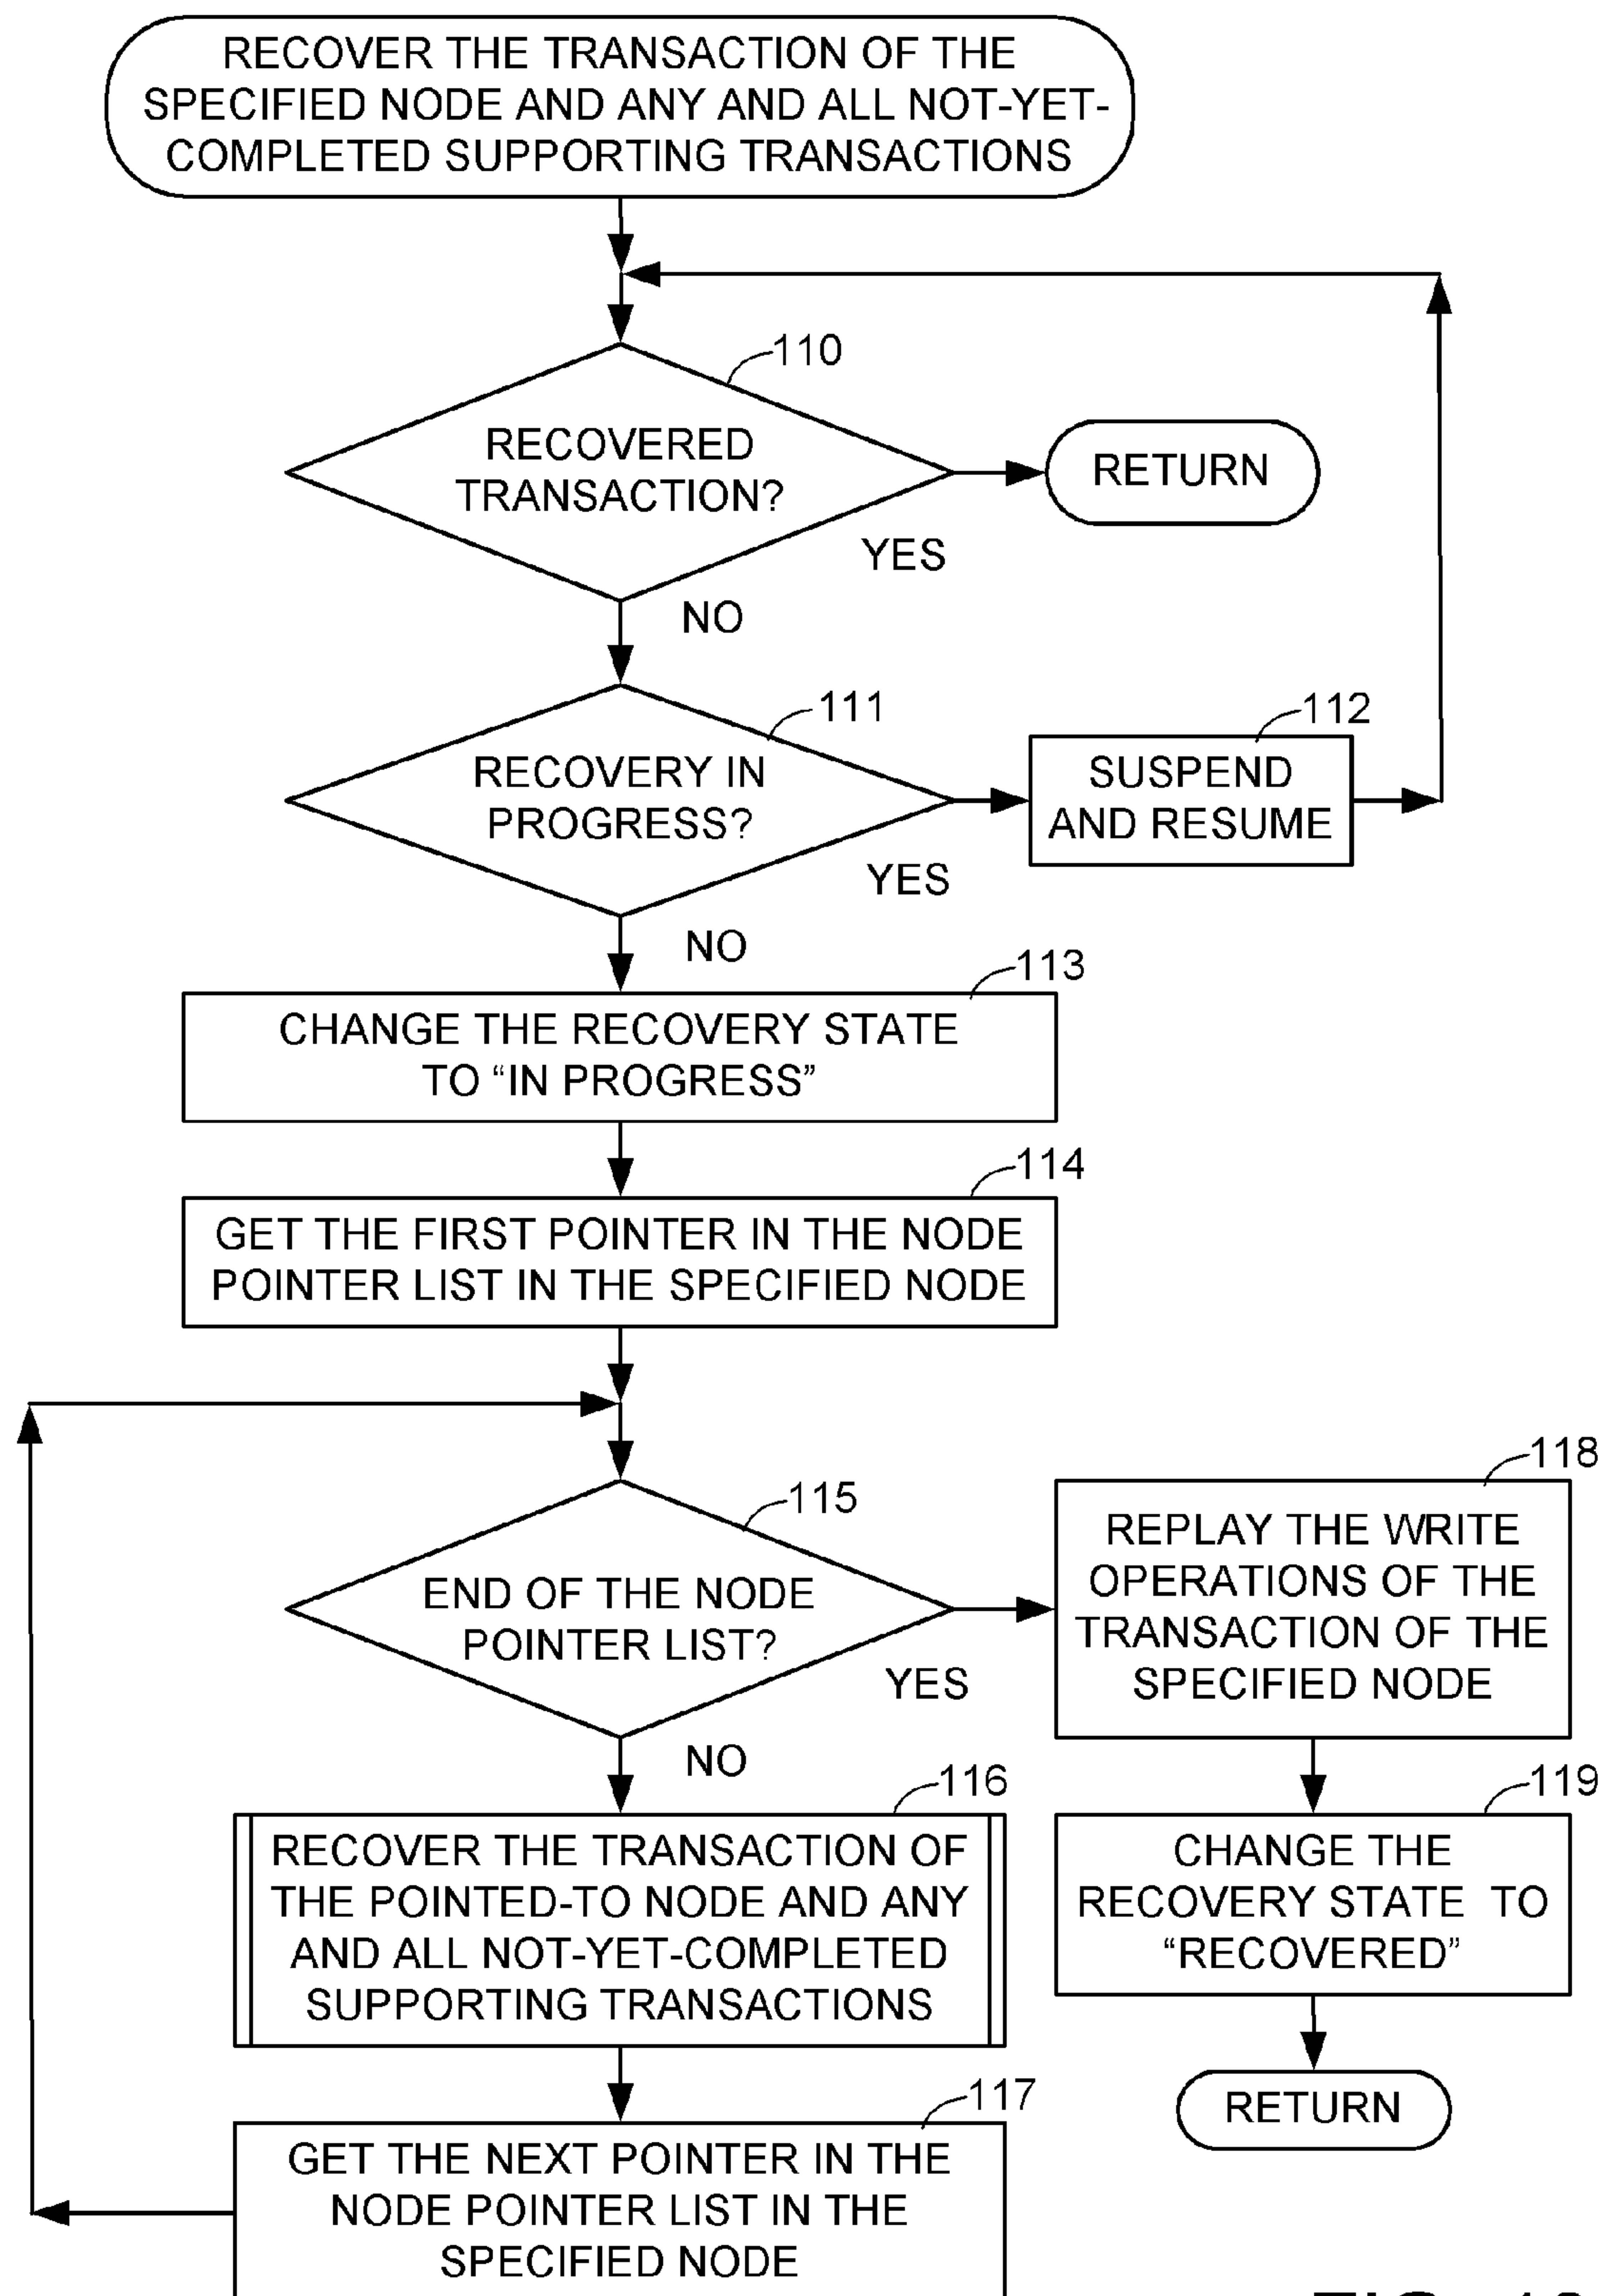 RECOVER THE TRANSACTION OF THE
SPECIFIED NODE AND ANY AND ALL NOT-YET-
COMPLETED SUPPORTING TRANSACTIONS
110
RECOVERED
TRANSACTION?
RETURN
YES
NO
111
RECOVERY IN
PROGRESS?
112
SUSPEND
AND RESUME
YES
NO
113
CHANGE THE RECOVERY STATE
TO “IN PROGRESS”
114
GET THE FIRST POINTER IN THE NODE
POINTER LIST IN THE SPECIFIED NODE
115
END OF THE NODE
POINTER LIST?
YES
NO
118
REPLAY THE WRITE
OPERATIONS OF THE
TRANSACTION OF THE
SPECIFIED NODE
116
RECOVER THE TRANSACTION OF
THE POINTED-TO NODE AND ANY
AND ALL NOT-YET-COMPLETED
SUPPORTING TRANSACTIONS
119
CHANGE THE
RECOVERY STATE TO
“RECOVERED”
117
GET THE NEXT POINTER IN THE
NODE POINTER LIST IN THE
SPECIFIED NODE
RETURN